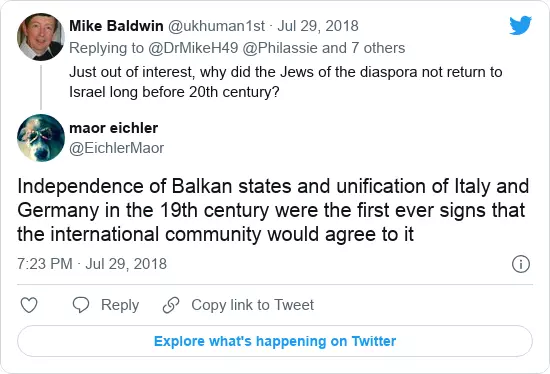 Mike Baldwin @ukhuman1st · Jul 29, 2018
Replying to @DrMikeH49 @Philassie and 7 others
Just out of interest, why did the Jews of the diaspora not return to
Israel long before 20th century?
maor eichler
@EichlerMaor
Independence of Balkan states and unification of Italy and
Germany in the 19th century were the first ever signs that
the international community would agree to it
7:23 PM · Jul 29, 2018
Reply
Copy link to Tweet
Explore what's happening on Twitter